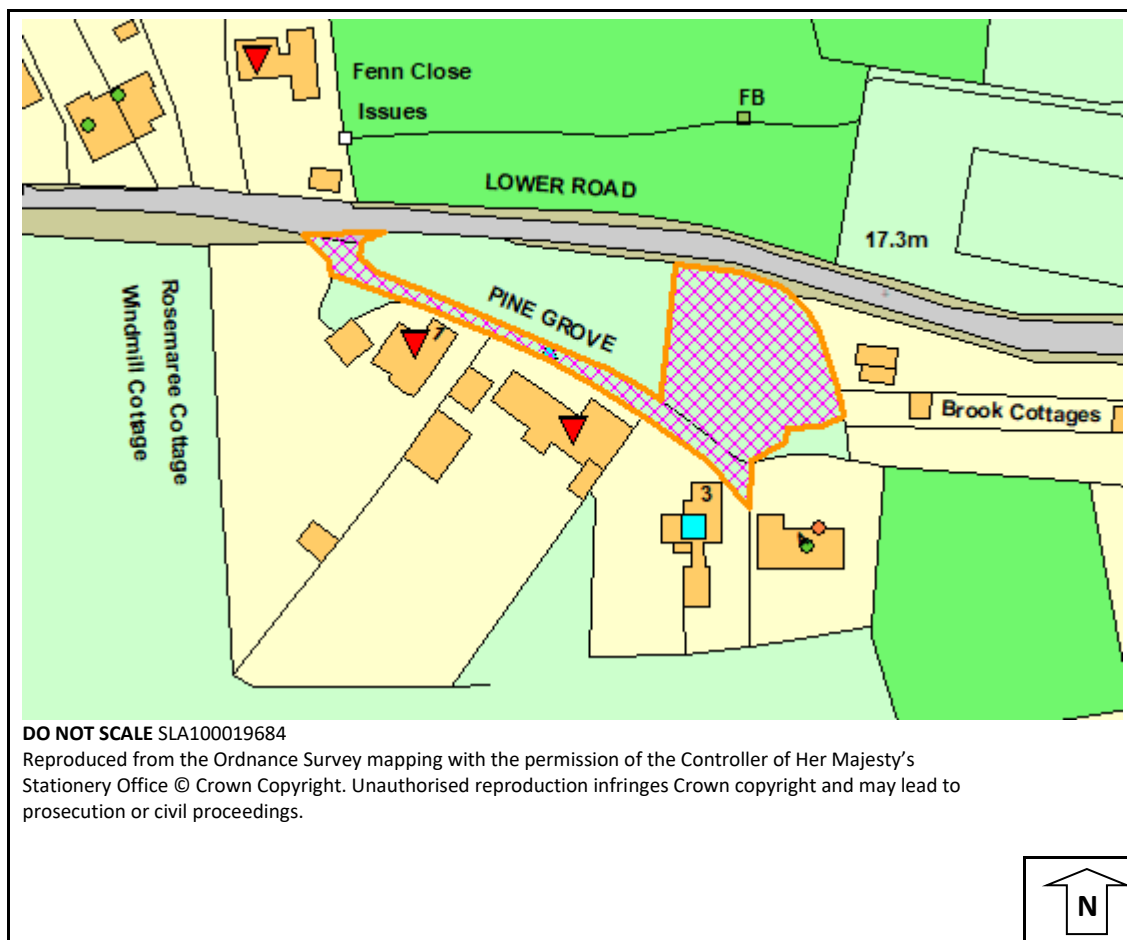 Fenn Close
Issues
FB
LOWER ROAD
17.3m
PINE GROVE
Rosemaree Cottage
Windmill Cottage
1
Brook Cottages
3
DO NOT SCALE SLA100019684
Reproduced from the Ordnance Survey mapping with the permission of the Controller of Her Majesty’s
Stationery Office © Crown Copyright. Unauthorised reproduction infringes Crown copyright and may lead to
prosecution or civil proceedings.
N